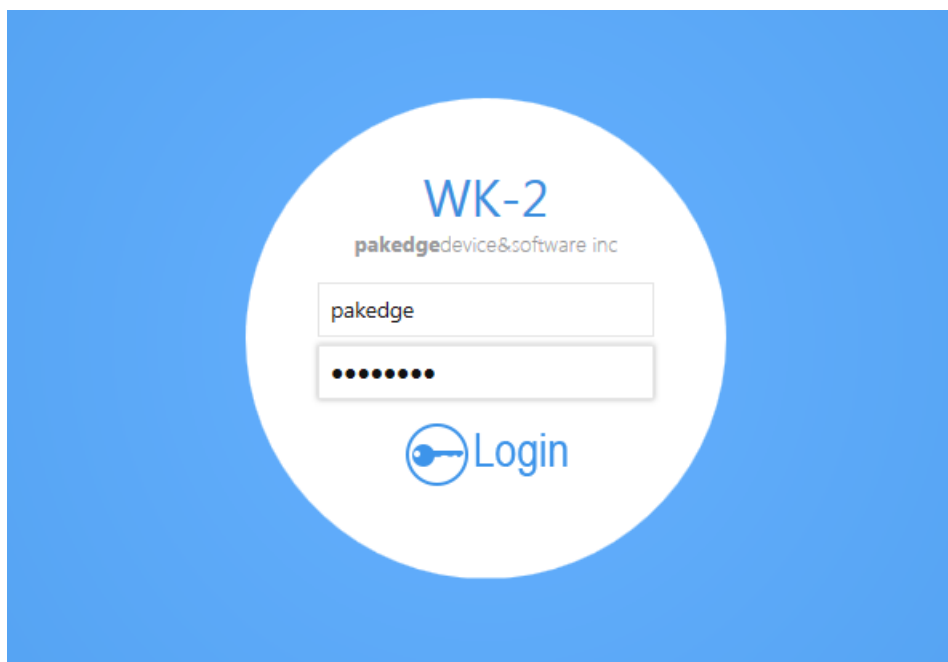 WK-2
pakedgedevice&software inc
pakedge
••••••••
Login